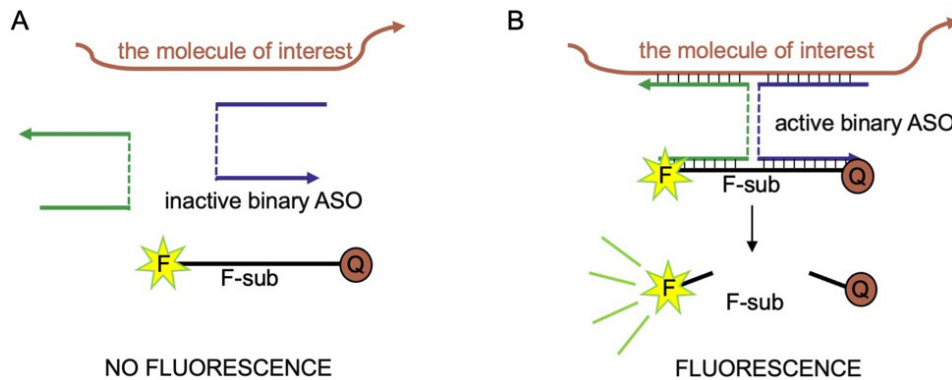 A
the molecule of interest
inactive binary ASO
F
Q
F-sub
NO FLUORESCENCE
B
the molecule of interest
active binary ASO
F
Q
F-sub
F
Q
F-sub
FLUORESCENCE